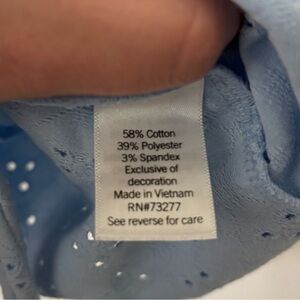 58% Cotton
39% Polyester
3% Spandex
Exclusive of
decoration
Made in Vietnam
RN#73277
See reverse for care